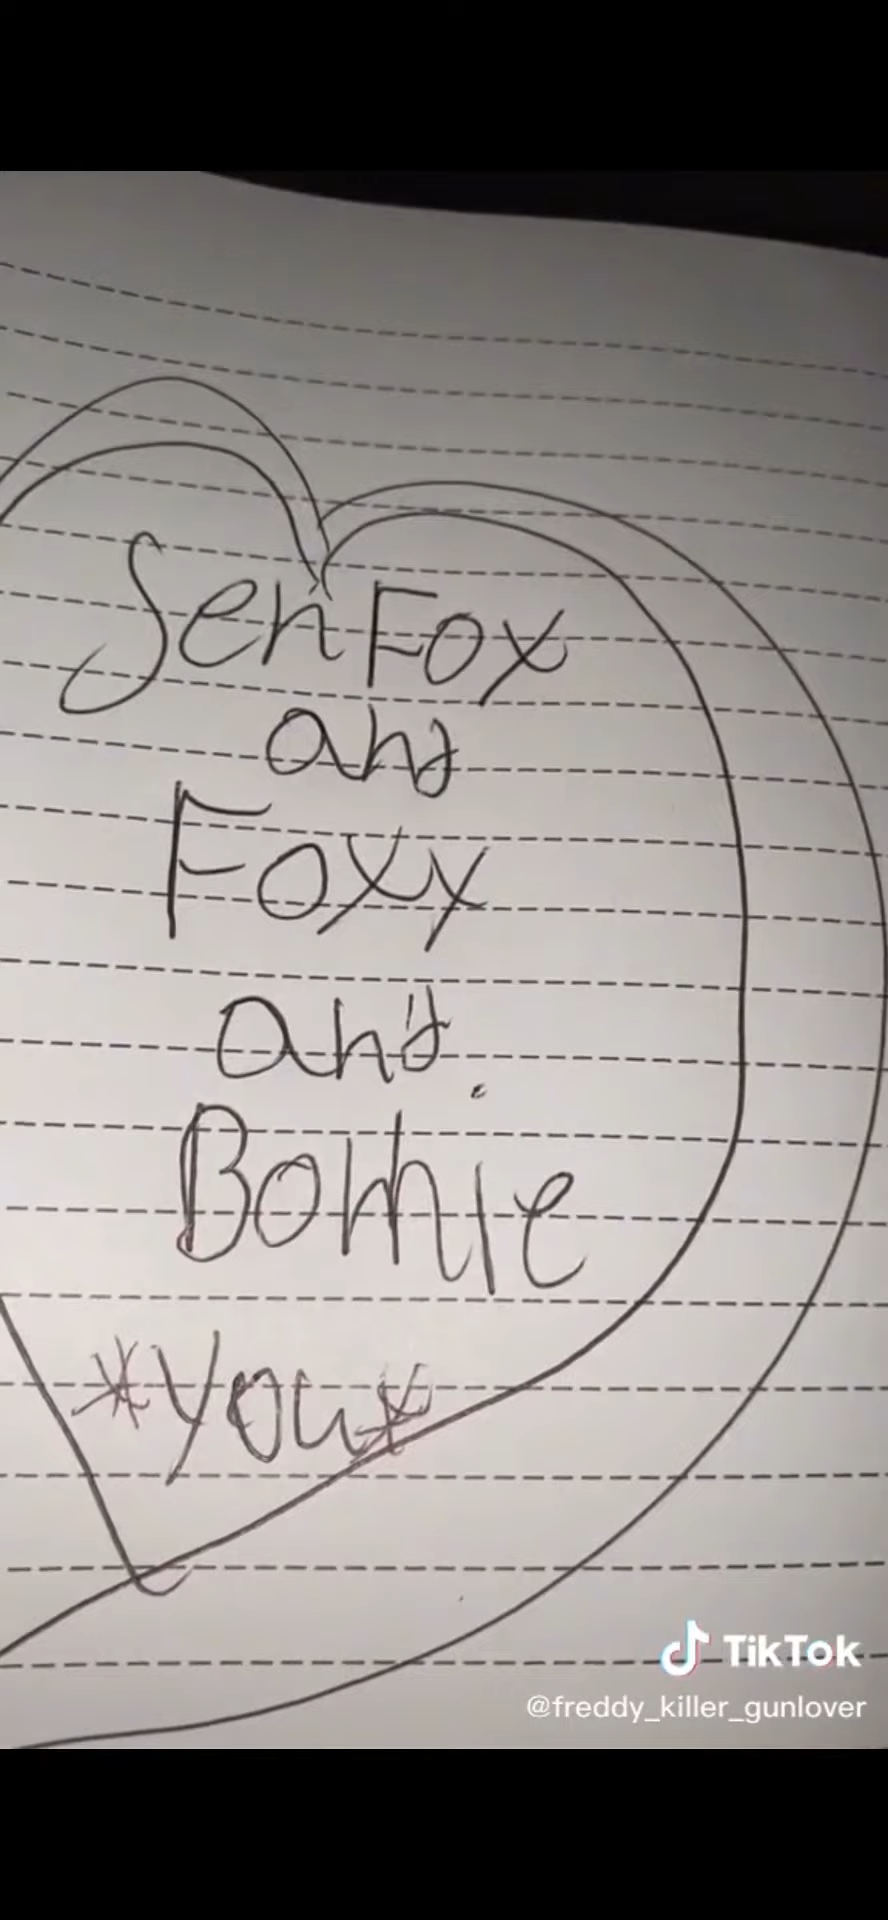 SenFox
and
Foxy
and
Bonnie
*You*
TikTok
@freddy_killer_gunlover